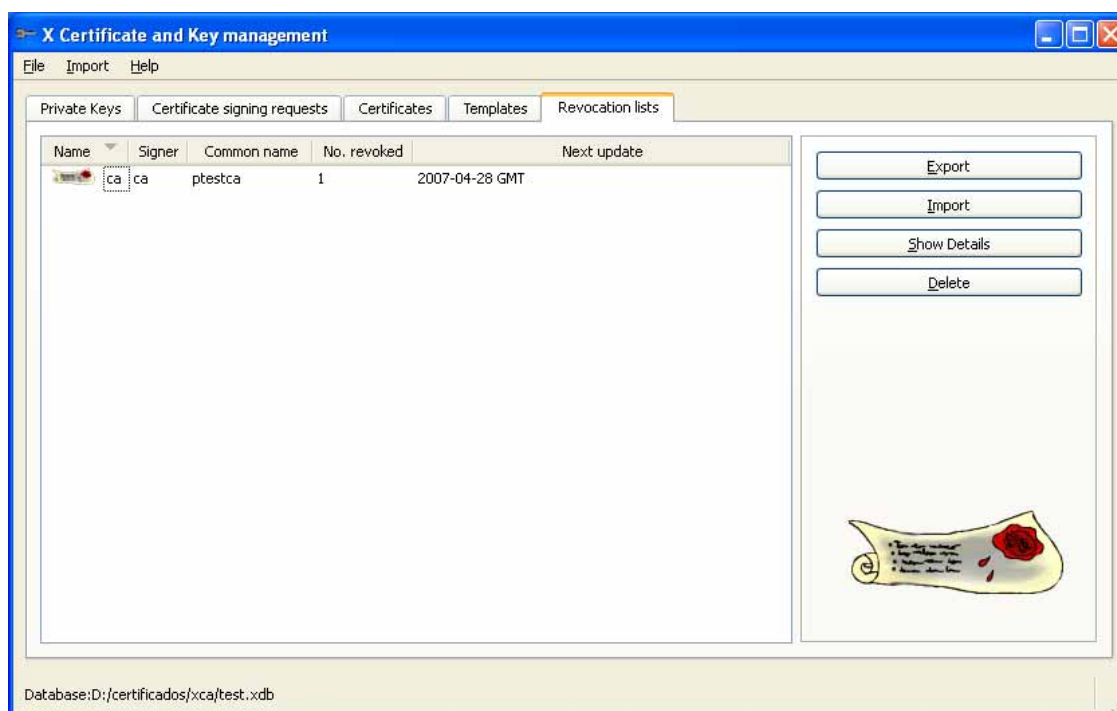 X Certificate and Key management
File Import Help
Private Keys Certificate signing requests Certificates Templates Revocation lists
Name Signer Common name No. revoked Next update
ca ca ptestca 1 2007-04-28 GMT
Export
Import
Show Details
Delete
Database:D:/certificados/xca/test.xdb